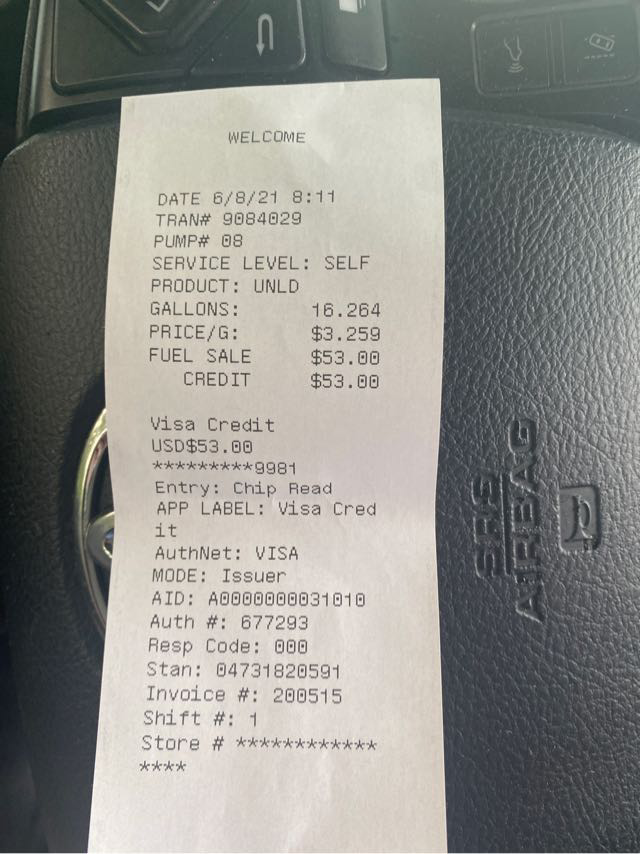 WELCOME
DATE 6/8/21 8:11
TRAN# 9084029
PUMP# 08
SERVICE LEVEL: SELF
PRODUCT: UNLD
GALLONS: 16.264
PRICE/G: $3.259
FUEL SALE $53.00
CREDIT $53.00
Visa Credit
USD$53.00
*********9981
Entry: Chip Read
APP LABEL: Visa Cred
it
AuthNet: VISA
MODE: Issuer
AID: A0000000031010
Auth #: 677293
Resp Code: 000
Stan: 04731820591
Invoice #: 200515
Shift #: 1
Store # ************
****
SRS
AIRBAG